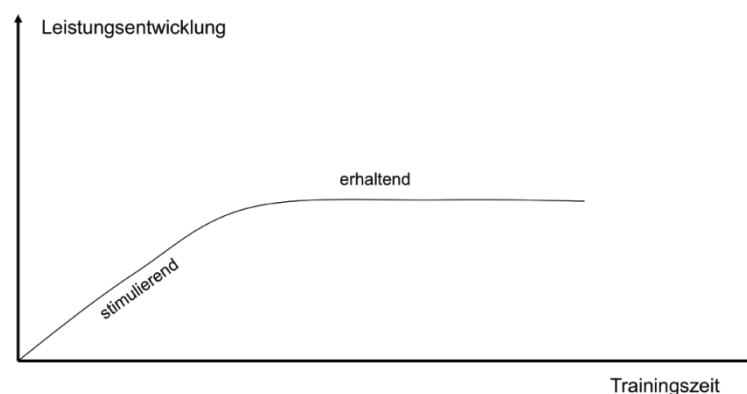 Leistungsentwicklung
erhaltend
stimulierend
Trainingszeit